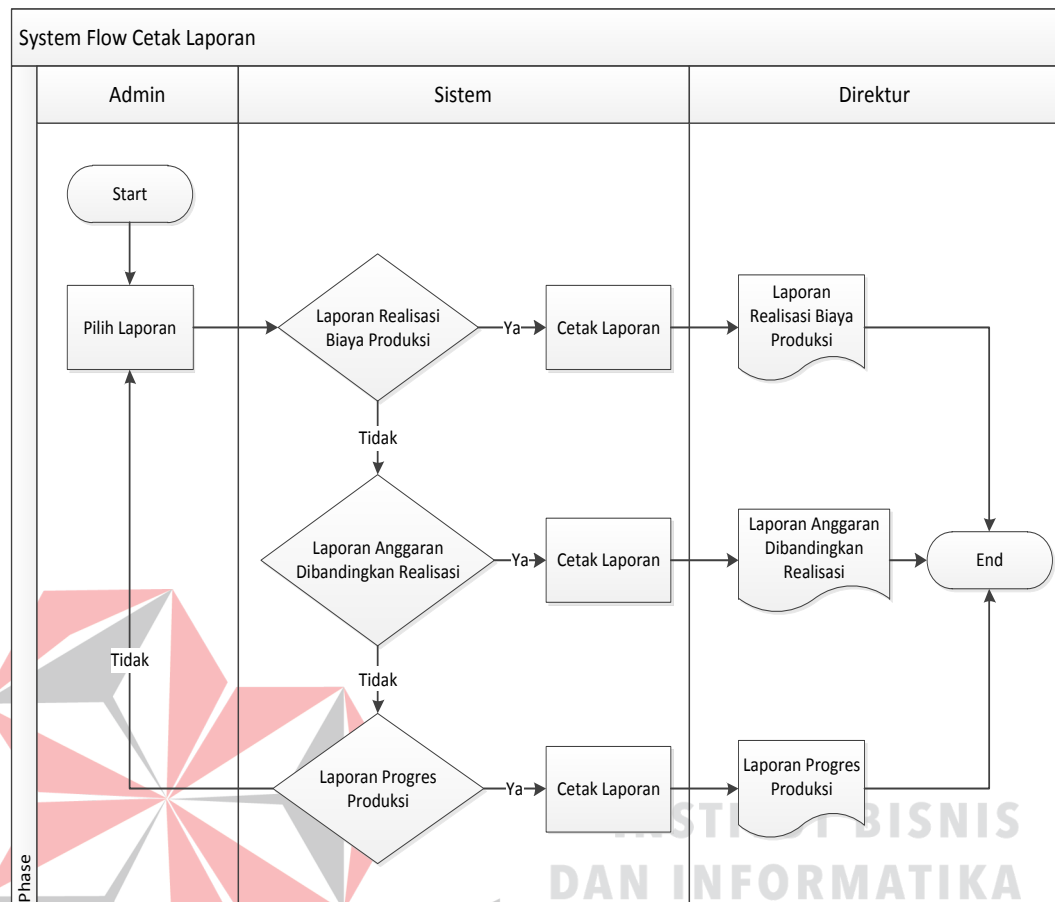 System Flow Cetak Laporan
Admin
Sistem
Direktur
Start
Pilih Laporan
Laporan Realisasi
Biaya Produksi
Ya
Cetak Laporan
Laporan
Realisasi Biaya
Produksi
Tidak
Laporan Anggaran
Dibandingkan Realisasi
Ya
Cetak Laporan
Laporan Anggaran
Dibandingkan
Realisasi
End
Tidak
Tidak
Laporan Progres
Produksi
Ya
Cetak Laporan
Laporan Progres
Produksi
Phase
BISNIS
DAN INFORMATIKA